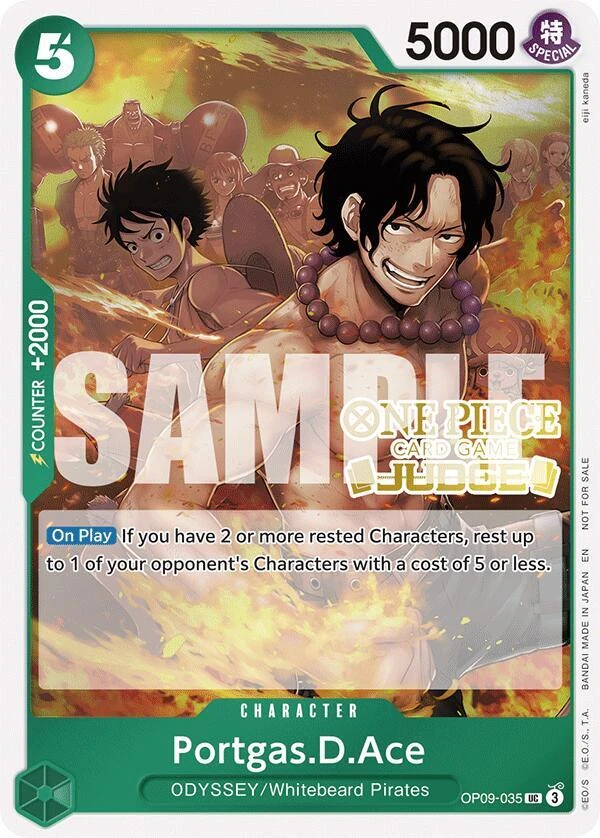 5
5000
特
SPECIAL
eiji kaneda
COUNTER +2000
SAMPLE
ONE PIECE
CARD GAME
JUDGE
On Play If you have 2 or more rested Characters, rest up
to 1 of your opponent's Characters with a cost of 5 or less.
©EO/S ©E.O./S., T.A. BANDAI MADE IN JAPAN EN NOT FOR SALE
CHARACTER
Portgas.D.Ace
ODYSSEY/Whitebeard Pirates
OP09-035 UC 3